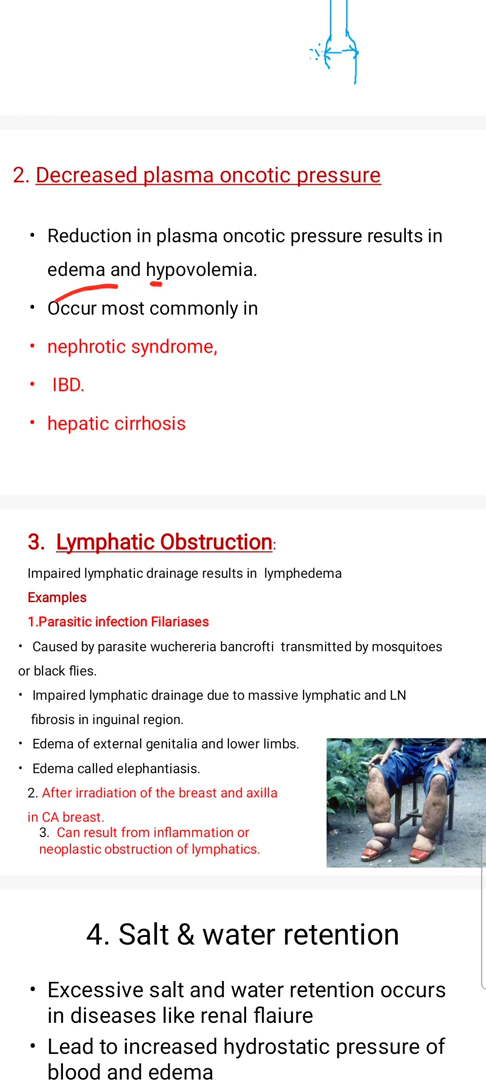 2. Decreased plasma oncotic pressure
• Reduction in plasma oncotic pressure results in
edema and hypovolemia.
• Occur most commonly in
• nephrotic syndrome,
• IBD.
• hepatic cirrhosis
3. Lymphatic Obstruction:
Impaired lymphatic drainage results in lymphedema
Examples
1.Parasitic infection Filariases
• Caused by parasite wuchereria bancrofti transmitted by mosquitoes
or black flies.
• Impaired lymphatic drainage due to massive lymphatic and LN
fibrosis in inguinal region.
• Edema of external genitalia and lower limbs.
• Edema called elephantiasis.
2. After irradiation of the breast and axilla
in CA breast.
3. Can result from inflammation or
neoplastic obstruction of lymphatics.
4. Salt & water retention
• Excessive salt and water retention occurs
in diseases like renal flaiure
• Lead to increased hydrostatic pressure of
blood and edema